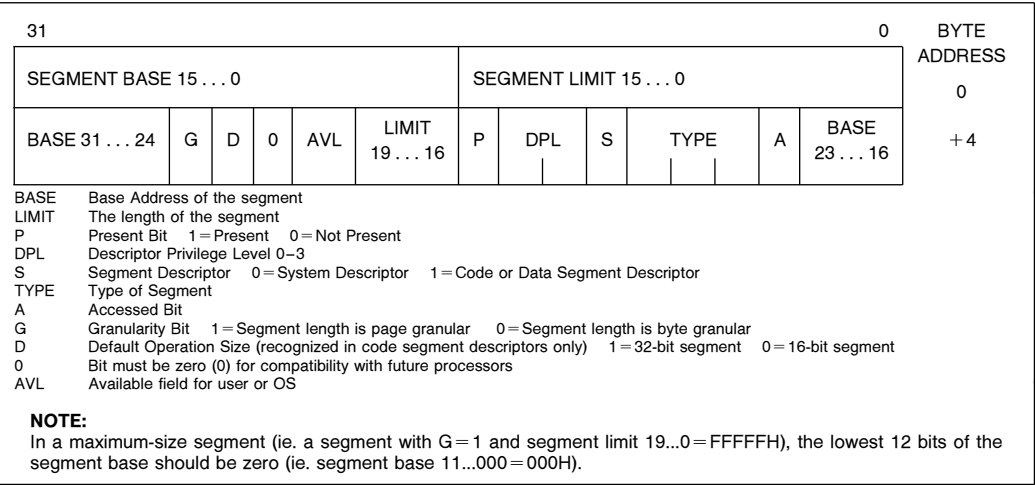 31 0 BYTE
ADDRESS
SEGMENT BASE 15 . . . 0 SEGMENT LIMIT 15 . . . 0 0
BASE 31 . . . 24 G D 0 AVL LIMIT 19 . . . 16 P DPL S TYPE A BASE 23 . . . 16 +4
BASE Base Address of the segment
LIMIT The length of the segment
P Present Bit 1=Present 0=Not Present
DPL Descriptor Privilege Level 0–3
S Segment Descriptor 0=System Descriptor 1=Code or Data Segment Descriptor
TYPE Type of Segment
A Accessed Bit
G Granularity Bit 1=Segment length is page granular 0=Segment length is byte granular
D Default Operation Size (recognized in code segment descriptors only) 1=32-bit segment 0=16-bit segment
0 Bit must be zero (0) for compatibility with future processors
AVL Available field for user or OS
NOTE:
In a maximum-size segment (ie. a segment with G=1 and segment limit 19...0=FFFFFH), the lowest 12 bits of the
segment base should be zero (ie. segment base 11...000=000H).